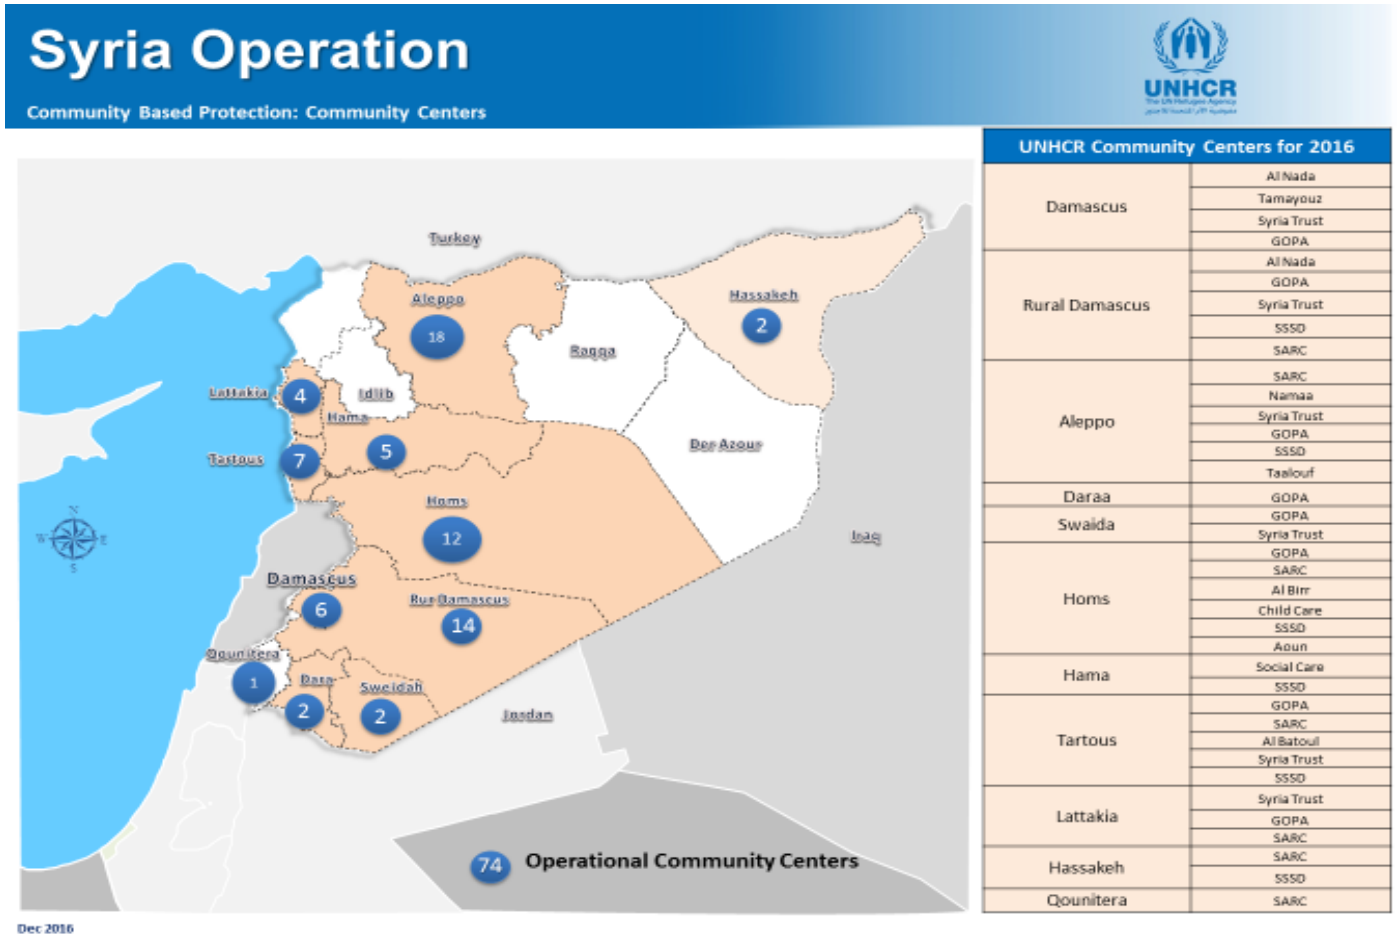 Syria Operation
Community Based Protection: Community Centers
UNHCR
The UN Refugee Agency
UNHCR Community Centers for 2016
Damascus
Al Nada
Tamayouz
Syria Trust
GOPA
Rural Damascus
Al Nada
GOPA
Syria Trust
SSSD
SARC
Aleppo
SARC
Namaa
Syria Trust
GOPA
SSSD
Taalouf
Daraa
GOPA
Swaida
GOPA
Syria Trust
Homs
GOPA
SARC
Al Birr
Child Care
SSSD
Aoun
Hama
Social Care
SSSD
Tartous
GOPA
SARC
Al Batoul
Syria Trust
SSSD
Lattakia
Syria Trust
GOPA
SARC
Hassakeh
SARC
SSSD
Qounitera
SARC
Turkey
Aleppo
18
Hassakeh
2
Raqqa
Lattakia
4
Idlib
Hama
5
Der Azour
Tartous
7
Homs
12
Iraq
N
W
E
S
Damascus
6
Rur Damascus
14
Qounitera
1
Dara
2
Sweidah
2
Jordan
74 Operational Community Centers
Dec 2016